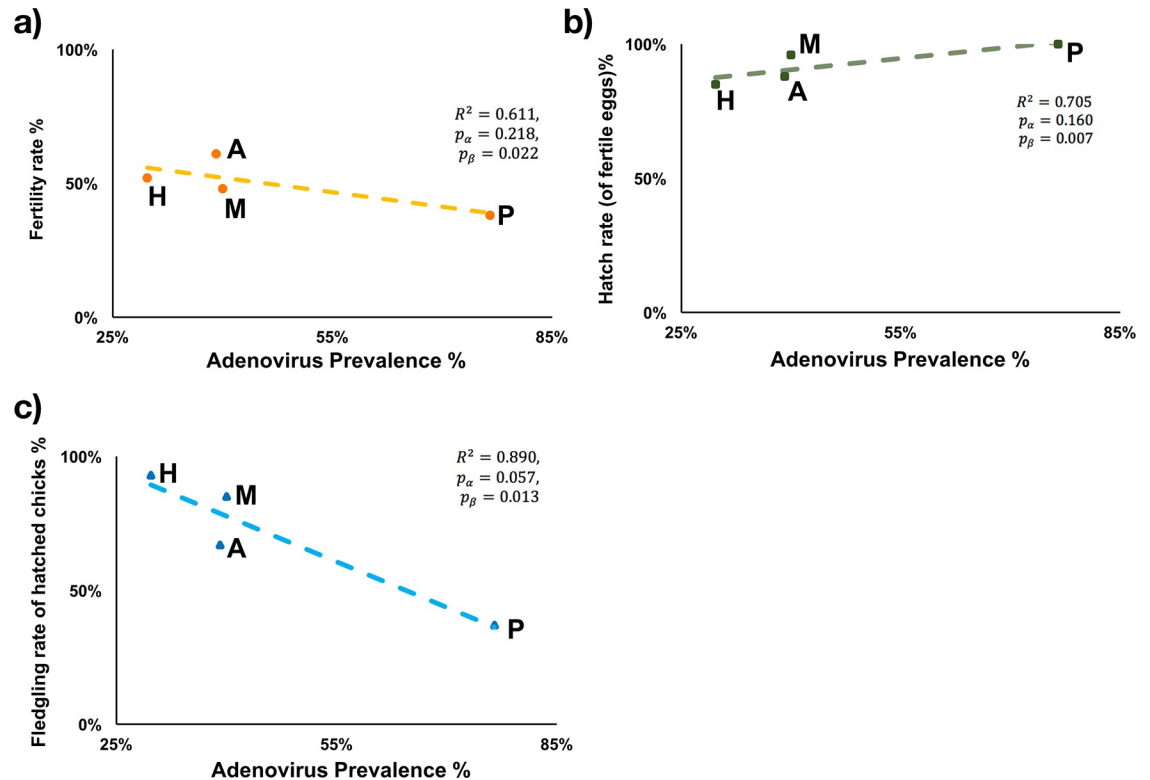 a)
100%
50%
0%
Fertility rate %
R² = 0.611,
pα = 0.218,
pβ = 0.022
A
H
M
P
25%
55%
85%
Adenovirus Prevalence %
b)
100%
50%
0%
Hatch rate (of fertile eggs)%
M
P
A
H
R² = 0.705
pα = 0.160
pβ = 0.007
25%
55%
85%
Adenovirus Prevalence %
c)
100%
50%
0%
Fledgling rate of hatched chicks %
R² = 0.890,
pα = 0.057,
pβ = 0.013
H
M
A
P
25%
55%
85%
Adenovirus Prevalence %